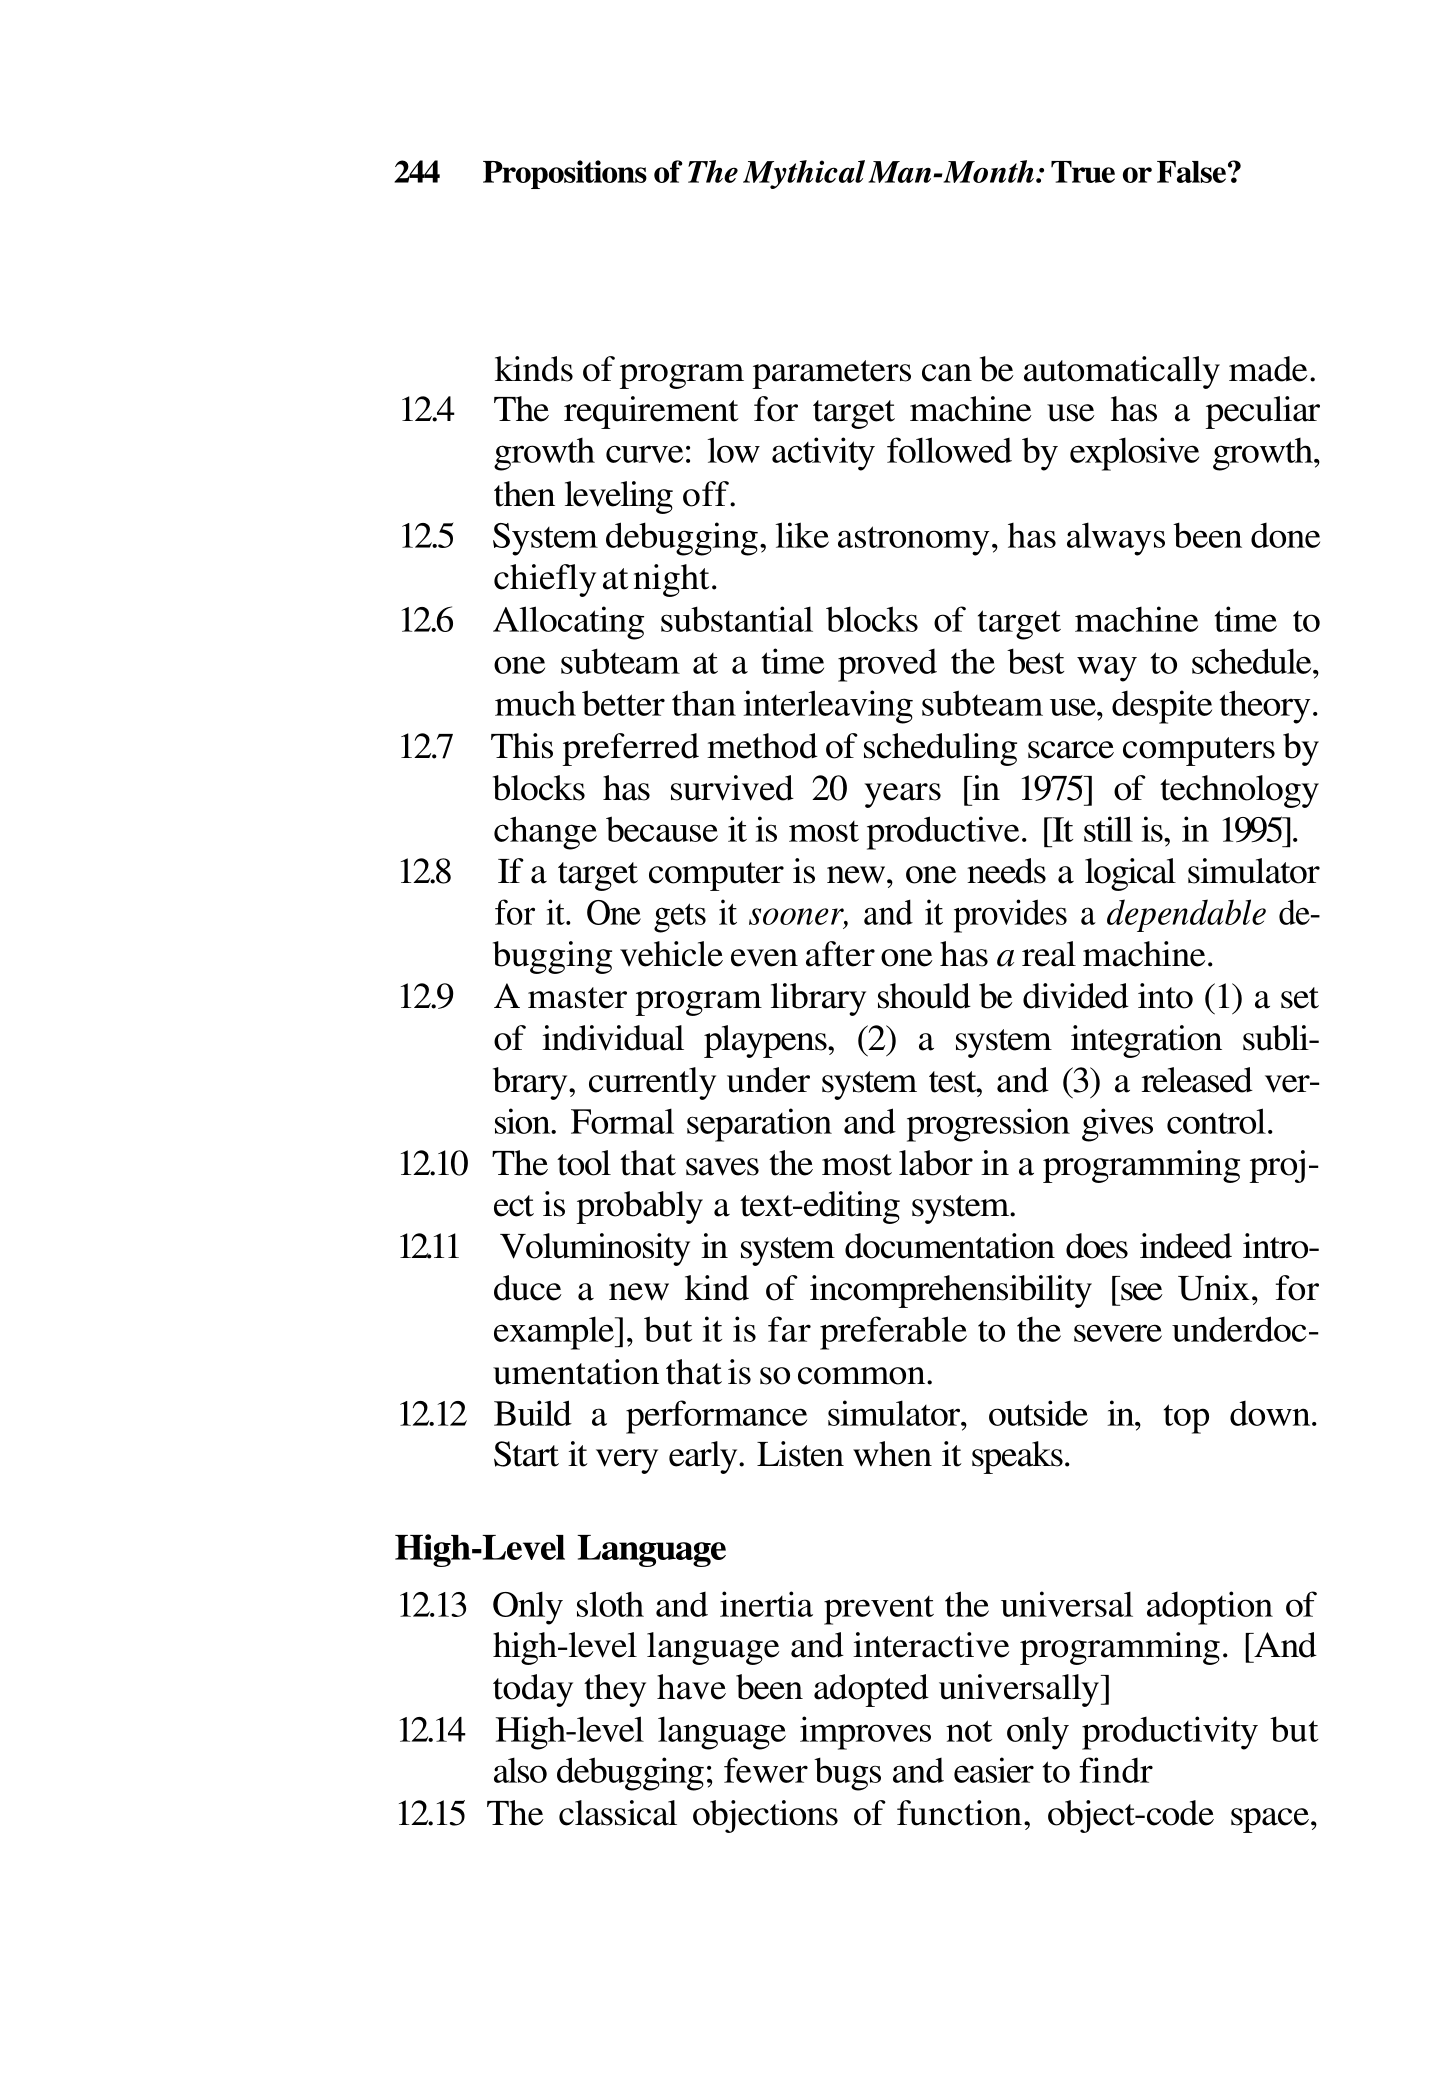 244 Propositions of The Mythical Man-Month: True or False?
kinds of program parameters can be automatically made.
12.4 The requirement for target machine use has a peculiar
growth curve: low activity followed by explosive growth,
then leveling off.
12.5 System debugging, like astronomy, has always been done
chiefly at night.
12.6 Allocating substantial blocks of target machine time to
one subteam at a time proved the best way to schedule,
much better than interleaving subteam use, despite theory.
12.7 This preferred method of scheduling scarce computers by
blocks has survived 20 years [in 1975] of technology
change because it is most productive. [It still is, in 1995].
12.8 If a target computer is new, one needs a logical simulator
for it. One gets it sooner, and it provides a dependable de-
bugging vehicle even after one has a real machine.
12.9 A master program library should be divided into (1) a set
of individual playpens, (2) a system integration subli-
brary, currently under system test, and (3) a released ver-
sion. Formal separation and progression gives control.
12.10 The tool that saves the most labor in a programming proj-
ect is probably a text-editing system.
12.11 Voluminosity in system documentation does indeed intro-
duce a new kind of incomprehensibility [see Unix, for
example], but it is far preferable to the severe underdoc-
umentation that is so common.
12.12 Build a performance simulator, outside in, top down.
Start it very early. Listen when it speaks.
High-Level Language
12.13 Only sloth and inertia prevent the universal adoption of
high-level language and interactive programming. [And
today they have been adopted universally]
12.14 High-level language improves not only productivity but
also debugging; fewer bugs and easier to findr
12.15 The classical objections of function, object-code space,